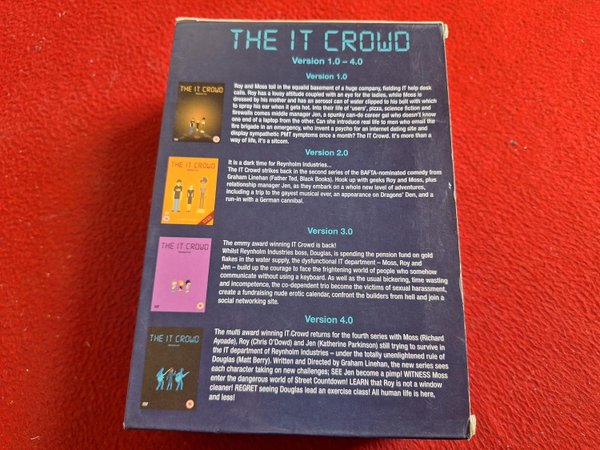 THE IT CROWD
Version 1.0 – 4.0
Version 1.0
Roy and Moss toil in the squalid basement of a huge company, fielding IT help desk
calls. Roy has a lousy attitude coupled with an eye for the ladies, while Moss is
dressed by his mother and has an aerosol can of water clipped to his belt with which
to spray his ear when it gets hot. Into their life of 'users', pizza, science fiction and
firewalls comes middle manager Jen, a spunky can-do career gal who doesn't know
one end of a laptop from the other. Can she introduce real life to men who email the
fire brigade in an emergency, who invent a psycho for an internet dating site and
display sympathetic PMT symptoms once a month? The IT Crowd. It's more than a
way of life, it's a sitcom.
THE IT CROWD
Version 2.0
It is a dark time for Reynholm Industries...
The IT Crowd strikes back in the second series of the BAFTA-nominated comedy from
Graham Linehan (Father Ted, Black Books). Hook up with geeks Roy and Moss, plus
relationship manager Jen, as they embark on a whole new level of adventures,
including a trip to the gayest musical ever, an appearance on Dragons' Den, and a
run-in with a German cannibal.
THE IT CROWD
Version 3.0
The emmy award winning IT Crowd is back!
Whilst Reynholm Industries boss, Douglas, is spending the pension fund on gold
flakes in the water supply, the dysfunctional IT department – Moss, Roy and
Jen – build up the courage to face the frightening world of people who somehow
communicate without using a keyboard. As well as the usual bickering, time wasting
and incompetence, the co-dependent trio become the victims of sexual harassment,
create a fundraising nude erotic calendar, confront the builders from hell and join a
social networking site.
THE IT CROWD
Version 4.0
The multi award winning IT Crowd returns for the fourth series with Moss (Richard
Ayoade), Roy (Chris O'Dowd) and Jen (Katherine Parkinson) still trying to survive in
the IT department of Reynholm Industries – under the totally unenlightened rule of
Douglas (Matt Berry). Written and Directed by Graham Linehan, the new series sees
each character taking on new challenges; SEE Jen become a pimp! WITNESS Moss
enter the dangerous world of Street Countdown! LEARN that Roy is not a window
cleaner! REGRET seeing Douglas lead an exercise class! All human life is here,
and less!
THE IT CROWD